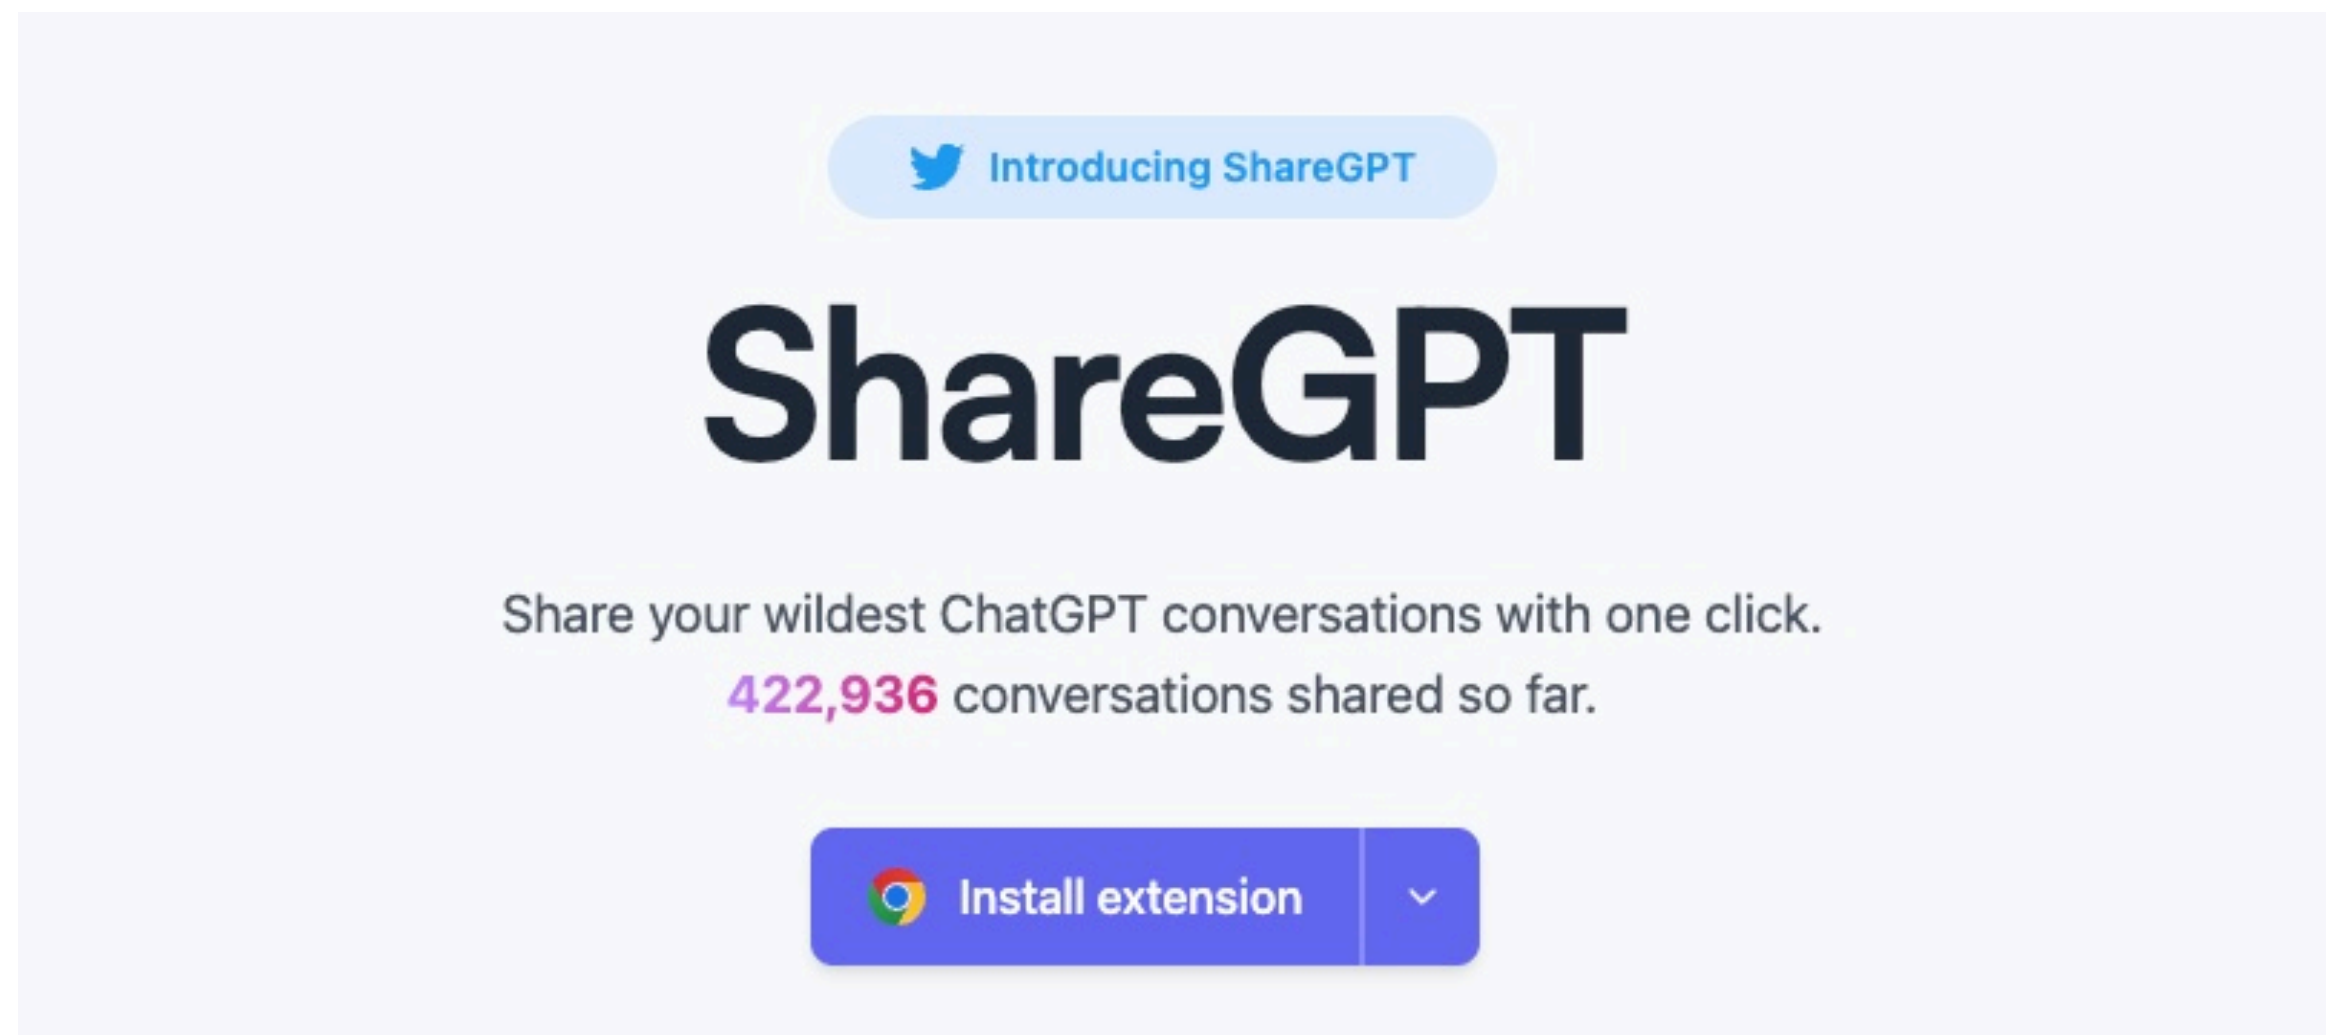 Introducing ShareGPT
ShareGPT
Share your wildest ChatGPT conversations with one click.
422,936 conversations shared so far.
Install extension